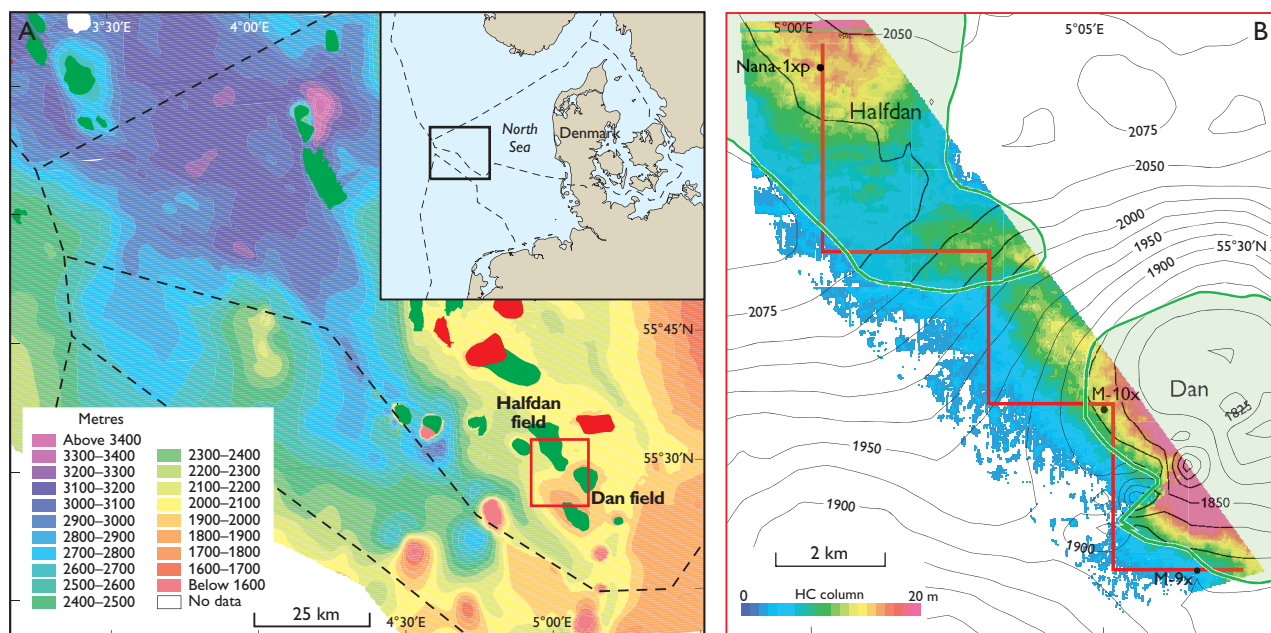 A
3°30'E
4°00'E
North
Sea
Denmark
55°45'N
Halfdan
field
55°30'N
Dan field
Metres
Above 3400
3300–3400
3200–3300
3100–3200
3000–3100
2900–3000
2800–2900
2700–2800
2600–2700
2500–2600
2400–2500
2300–2400
2200–2300
2100–2200
2000–2100
1900–2000
1800–1900
1700–1800
1600–1700
Below 1600
No data
25 km
4°30'E
5°00'E
B
5°00'E
2050
5°05'E
Nana-1xp
Halfdan
2075
2050
2000
1950
1900
55°30'N
2075
Dan
M-10x
1825
1950
1850
1900
1900
2 km
M-9x
0
HC column
20 m